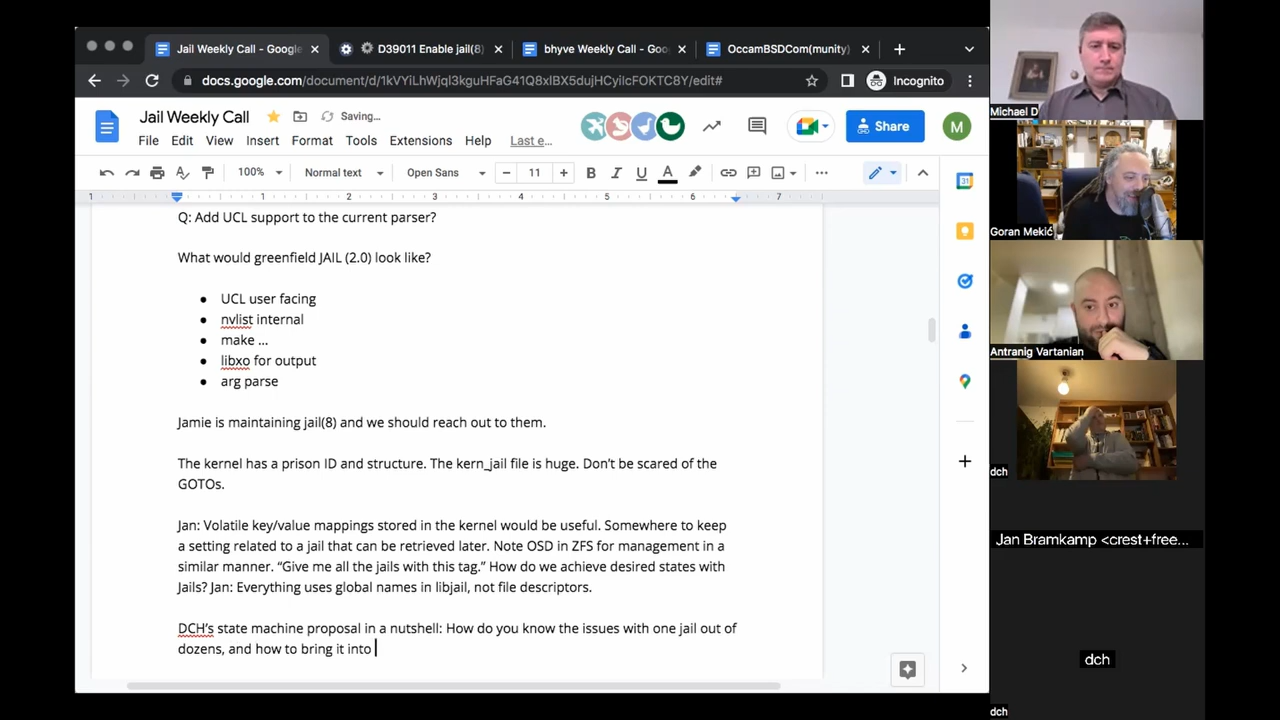 Jail Weekly Call - Google
D39011 Enable jail(8)
bhyve Weekly Call - Goo
OccamBSDCom(munity)
docs.google.com/document/d/1kVYiLhWjqI3kguHFaG41Q8xIBX5dujHCyilcFOKTC8Y/edit#
Incognito
Jail Weekly Call
Saving...
Share
M
File Edit View Insert Format Tools Extensions Help Last e...
100% Normal text Open Sans 11 B I U A
1 1 2 3 4 5 6 7
Q: Add UCL support to the current parser?
What would greenfield JAIL (2.0) look like?
● UCL user facing
● nvlist internal
● make ...
● libxo for output
● arg parse
Jamie is maintaining jail(8) and we should reach out to them.
The kernel has a prison ID and structure. The kern_jail file is huge. Don't be scared of the
GOTOs.
Jan: Volatile key/value mappings stored in the kernel would be useful. Somewhere to keep
a setting related to a jail that can be retrieved later. Note OSD in ZFS for management in a
similar manner. “Give me all the jails with this tag.” How do we achieve desired states with
Jails? Jan: Everything uses global names in libjail, not file descriptors.
DCH's state machine proposal in a nutshell: How do you know the issues with one jail out of
dozens, and how to bring it into
31
Michael D
Goran Mekić
Antranig Vartanian
dch
Jan Bramkamp <crest+free...
dch
dch